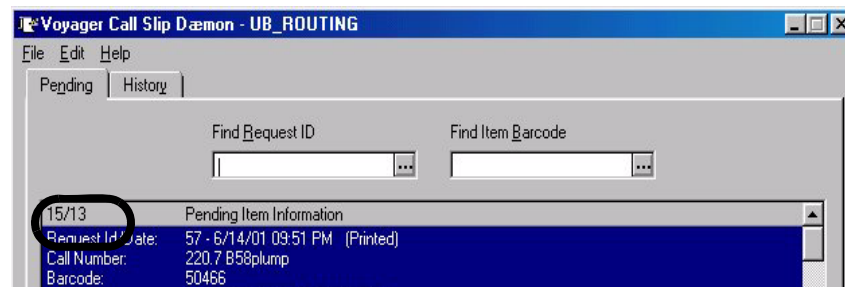 Voyager Call Slip Dæmon - UB_ROUTING
File Edit Help
Pending History
Find Request ID Find Item Barcode
... ...
15/13 Pending Item Information
Request Id/Date: 57 - 6/14/01 09:51 PM (Printed)
Call Number: 220.7 B58plump
Barcode: 50466